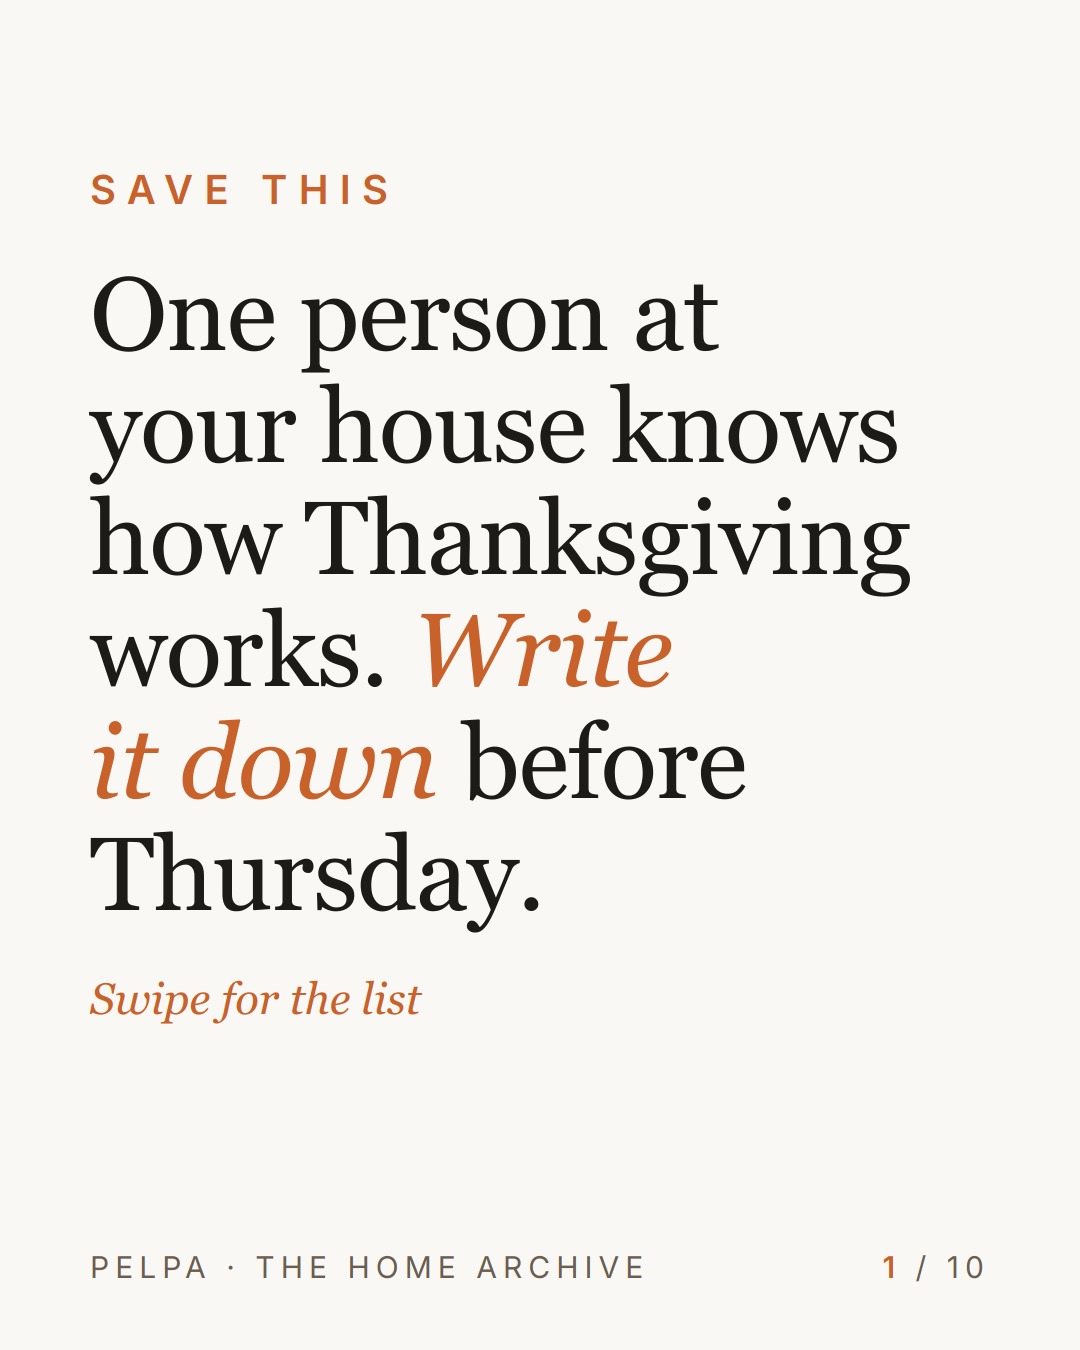 SAVE THIS
One person at
your house knows
how Thanksgiving
works. Write
it down before
Thursday.
Swipe for the list
PELPA · THE HOME ARCHIVE
1 / 10